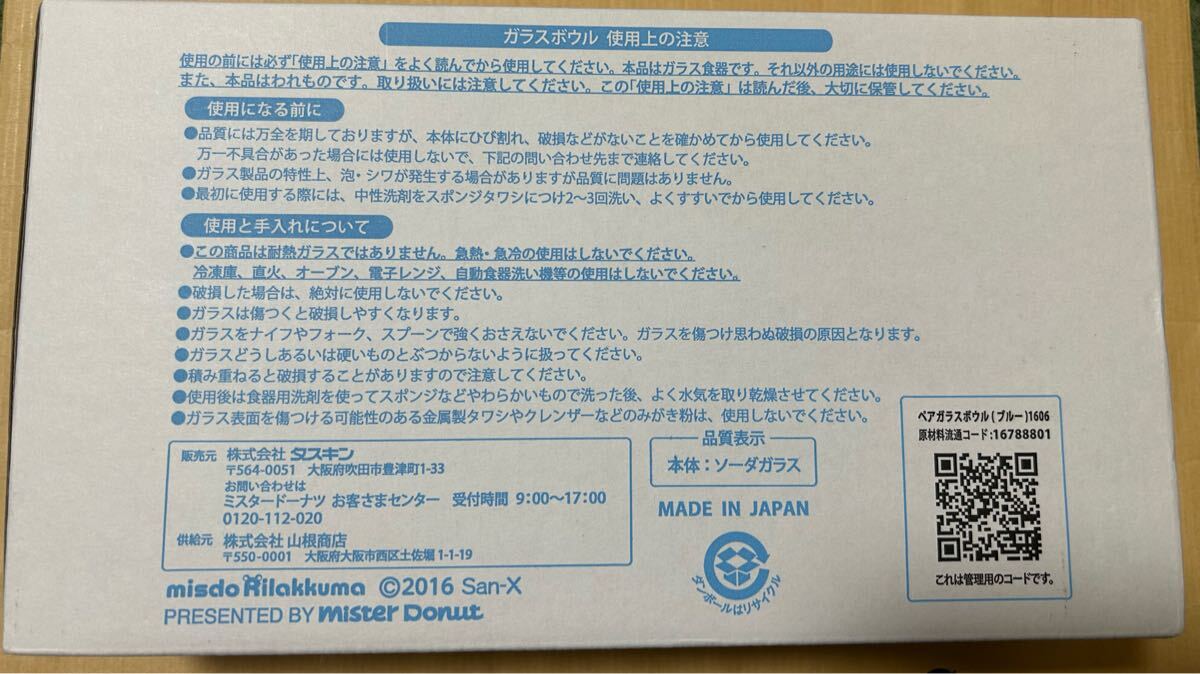 ガラスボウル 使用上の注意
使用の前には必ず「使用上の注意」をよく読んでから使用してください。本品はガラス食器です。それ以外の用途には使用しないでください。
また、本品はわれものです。取り扱いには注意してください。この「使用上の注意」は読んだ後、大切に保管してください。
使用になる前に
●品質には万全を期しておりますが、本体にひび割れ、破損などがないことを確かめてから使用してください。
万一不具合があった場合には使用しないで、下記の問い合わせ先まで連絡してください。
●ガラス製品の特性上、泡・シワが発生する場合がありますが品質に問題はありません。
●最初に使用する際には、中性洗剤をスポンジタワシにつけ2～3回洗い、よくすすいでから使用してください。
使用と手入れについて
●この商品は耐熱ガラスではありません。急熱・急冷の使用はしないでください。
冷凍庫、直火、オーブン、電子レンジ、自動食器洗い機等の使用はしないでください。
●破損した場合は、絶対に使用しないでください。
●ガラスは傷つくと破損しやすくなります。
●ガラスをナイフやフォーク、スプーンで強くおさえないでください。ガラスを傷つけ思わぬ破損の原因となります。
●ガラスどうしあるいは硬いものとぶつからないように扱ってください。
●積み重ねると破損することがありますので注意してください。
●使用後は食器用洗剤を使ってスポンジなどやわらかいもので洗った後、よく水気を取り乾燥させてください。
●ガラス表面を傷つける可能性のある金属製タワシやクレンザーなどのみがき粉は、使用しないでください。
販売元 株式会社 ダスキン
〒564-0051 大阪府吹田市豊津町1-33
お問い合わせは
ミスタードーナツ お客さまセンター 受付時間 9:00～17:00
0120-112-020
供給元 株式会社 山根商店
〒550-0001 大阪府大阪市西区土佐堀 1-1-19
misdo Rilakkuma ©2016 San-X
PRESENTED BY mister Donut
品質表示
本体：ソーダガラス
MADE IN JAPAN
ダンボールはリサイクル
ペアガラスボウル(ブルー)1606
原材料流通コード:16788801
これは管理用のコードです。